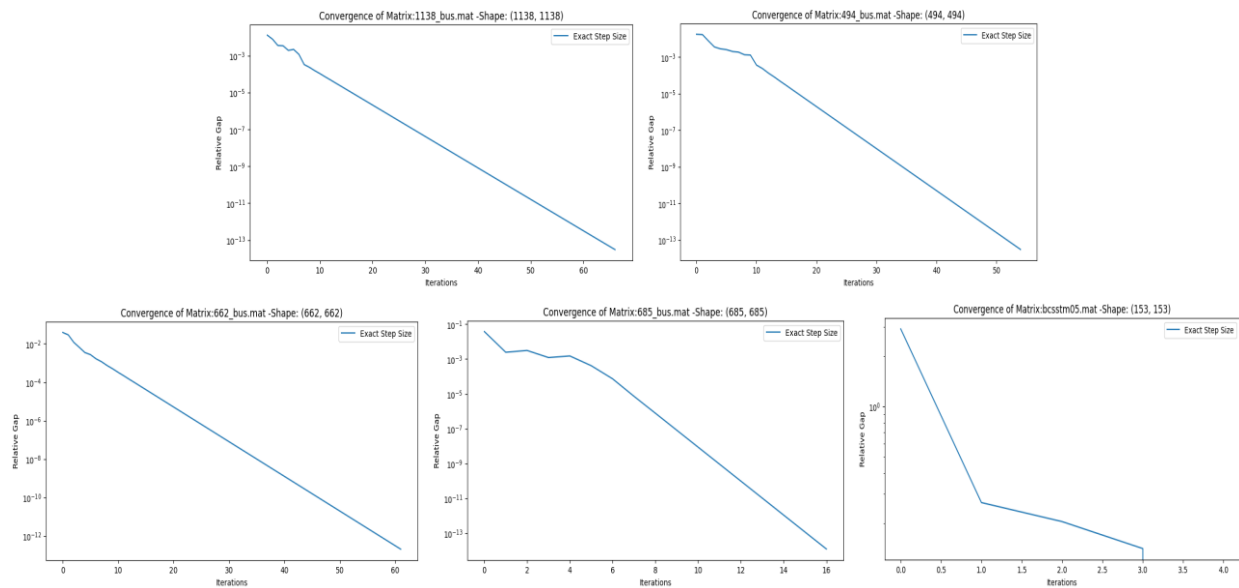 Convergence of Matrix:1138_bus.mat -Shape: (1138, 1138)
Exact Step Size
Relative Gap
10⁻³
10⁻⁵
10⁻⁷
10⁻⁹
10⁻¹¹
10⁻¹³
0 10 20 30 40 50 60
Iterations
Convergence of Matrix:494_bus.mat -Shape: (494, 494)
Exact Step Size
Relative Gap
10⁻³
10⁻⁵
10⁻⁷
10⁻⁹
10⁻¹¹
10⁻¹³
0 10 20 30 40 50
Iterations
Convergence of Matrix:662_bus.mat -Shape: (662, 662)
Exact Step Size
Relative Gap
10⁻²
10⁻⁴
10⁻⁶
10⁻⁸
10⁻¹⁰
10⁻¹²
0 10 20 30 40 50 60
Iterations
Convergence of Matrix:685_bus.mat -Shape: (685, 685)
Exact Step Size
Relative Gap
10⁻¹
10⁻³
10⁻⁵
10⁻⁷
10⁻⁹
10⁻¹¹
10⁻¹³
0 2 4 6 8 10 12 14 16
Iterations
Convergence of Matrix:bcsstm05.mat -Shape: (153, 153)
Exact Step Size
Relative Gap
10⁰
0.0 0.5 1.0 1.5 2.0 2.5 3.0 3.5 4.0
Iterations